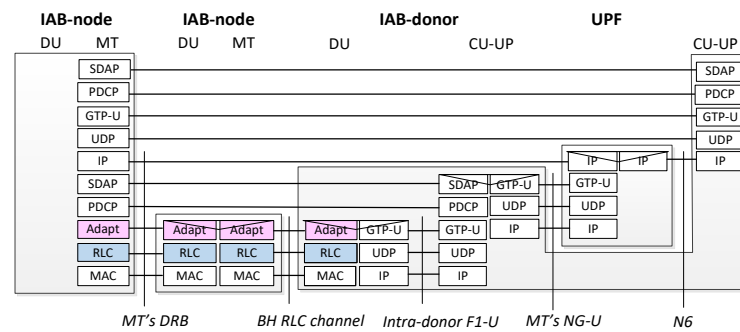 IAB-node IAB-node IAB-donor UPF
DU MT DU MT DU CU-UP CU-UP
SDAP SDAP
PDCP PDCP
GTP-U GTP-U
UDP UDP
IP IP IP IP
SDAP SDAP GTP-U GTP-U
PDCP PDCP UDP UDP
Adapt Adapt Adapt Adapt GTP-U GTP-U IP IP
RLC RLC RLC RLC UDP UDP
MAC MAC MAC MAC IP IP
MT's DRB BH RLC channel Intra-donor F1-U MT's NG-U N6